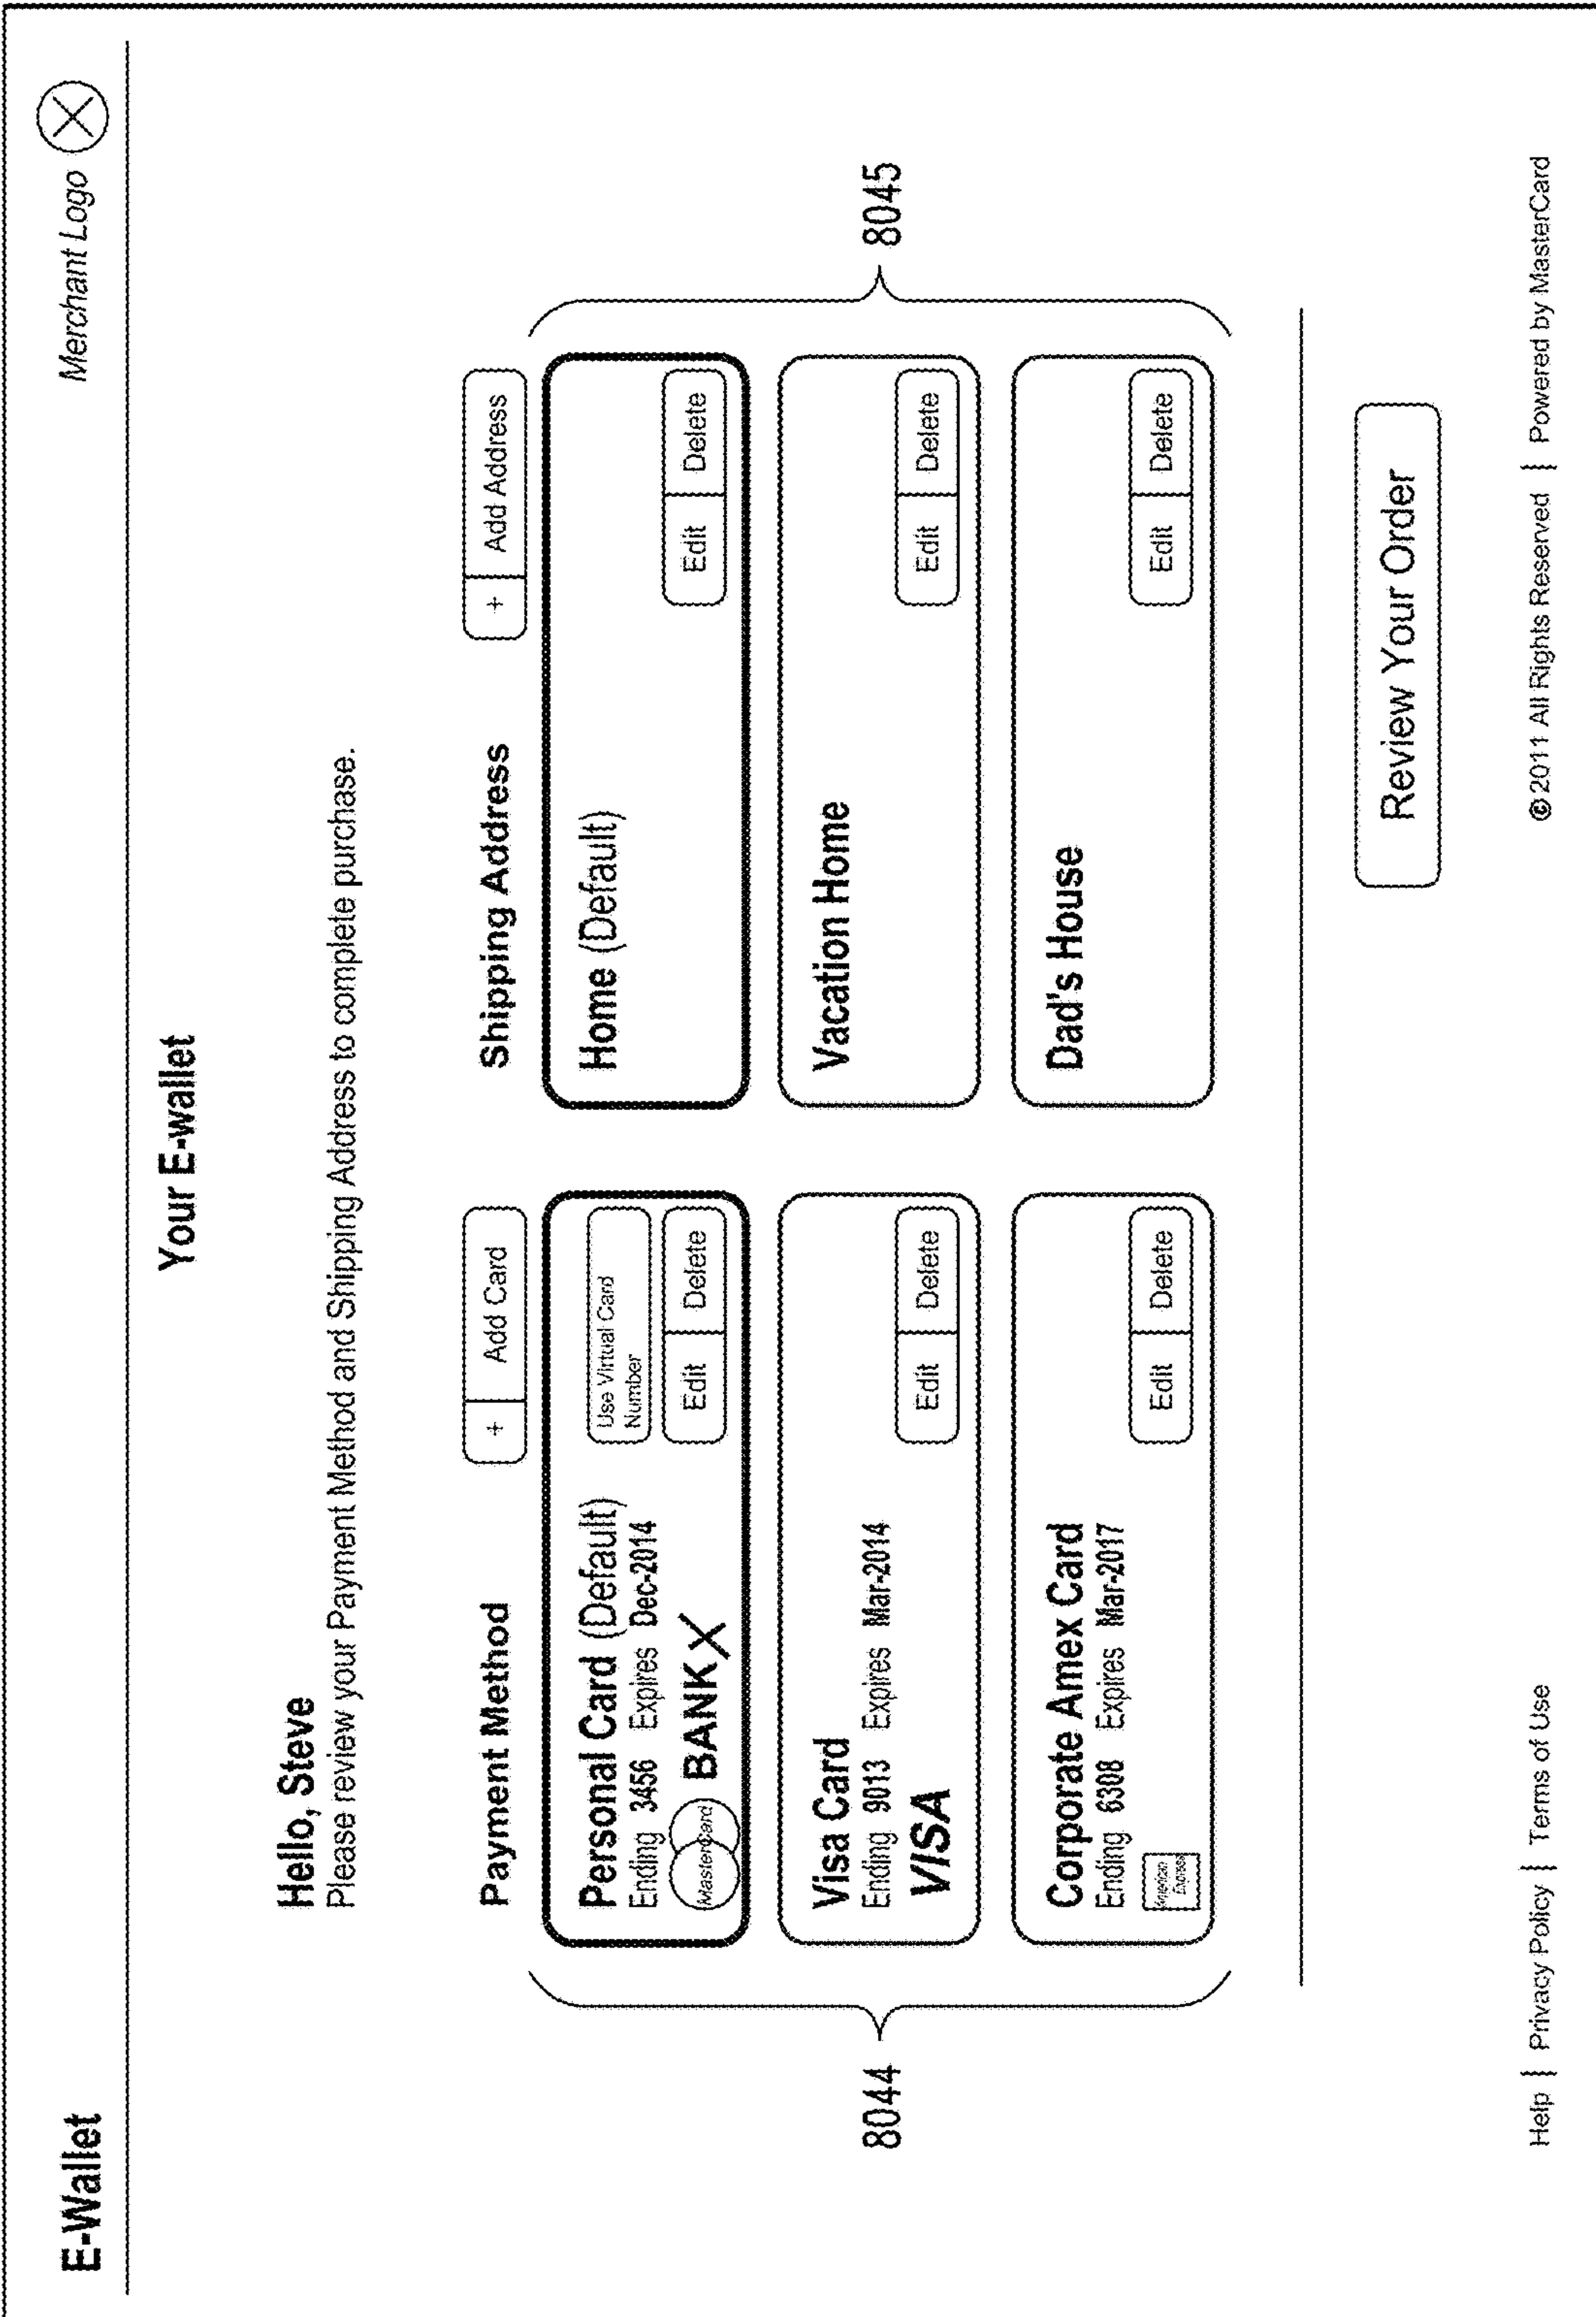 E-Wallet
Merchant Logo
Your E-wallet
Hello, Steve
Please review your Payment Method and Shipping Address to complete purchase.
Payment Method
+ Add Card
Personal Card (Default)
Ending 3456 Expires Dec-2014
MasterCard BANK X
Use Virtual Card
Number
Edit Delete
Visa Card
Ending 9013 Expires Mar-2014
VISA
Edit Delete
Corporate Amex Card
Ending 6308 Expires Mar-2017
American
Express
Edit Delete
8044
Shipping Address
+ Add Address
Home (Default)
Edit Delete
Vacation Home
Edit Delete
Dad's House
Edit Delete
8045
Review Your Order
Help | Privacy Policy | Terms of Use
©2011 All Rights Reserved | Powered by MasterCard